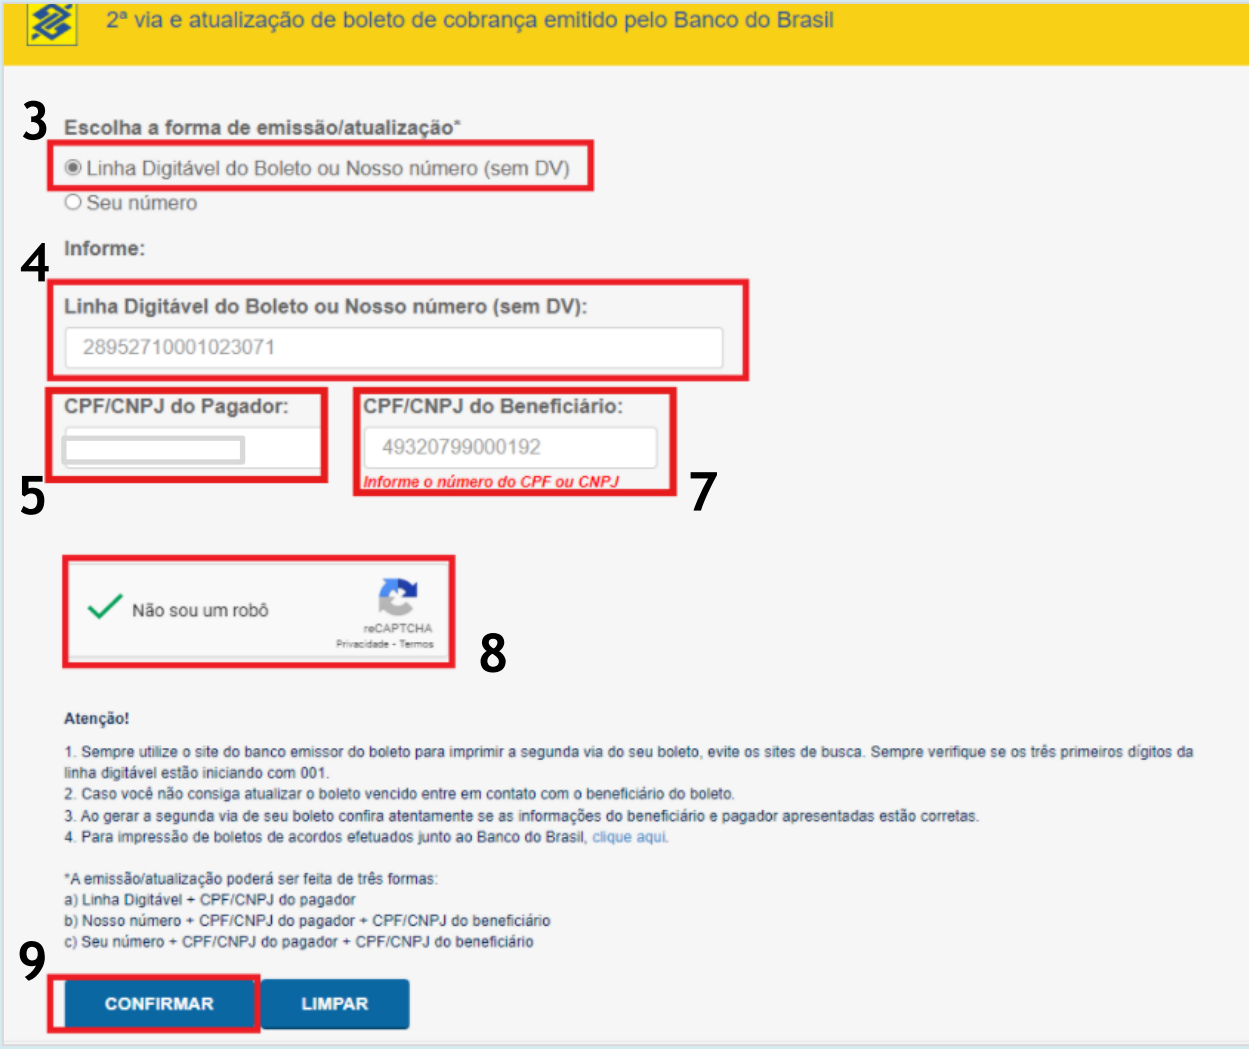 2ª via e atualização de boleto de cobrança emitido pelo Banco do Brasil
3
Escolha a forma de emissão/atualização*
Linha Digitável do Boleto ou Nosso número (sem DV)
Seu número
4
Informe:
Linha Digitável do Boleto ou Nosso número (sem DV):
28952710001023071
CPF/CNPJ do Pagador:
CPF/CNPJ do Beneficiário:
49320799000192
Informe o número do CPF ou CNPJ
5
7
Não sou um robô
reCAPTCHA
Privacidade - Termos
8
Atenção!
1. Sempre utilize o site do banco emissor do boleto para imprimir a segunda via do seu boleto, evite os sites de busca. Sempre verifique se os três primeiros dígitos da
linha digitável estão iniciando com 001.
2. Caso você não consiga atualizar o boleto vencido entre em contato com o beneficiário do boleto.
3. Ao gerar a segunda via de seu boleto confira atentamente se as informações do beneficiário e pagador apresentadas estão corretas.
4. Para impressão de boletos de acordos efetuados junto ao Banco do Brasil, clique aqui.
*A emissão/atualização poderá ser feita de três formas:
a) Linha Digitável + CPF/CNPJ do pagador
b) Nosso número + CPF/CNPJ do pagador + CPF/CNPJ do beneficiário
c) Seu número + CPF/CNPJ do pagador + CPF/CNPJ do beneficiário
9
CONFIRMAR
LIMPAR